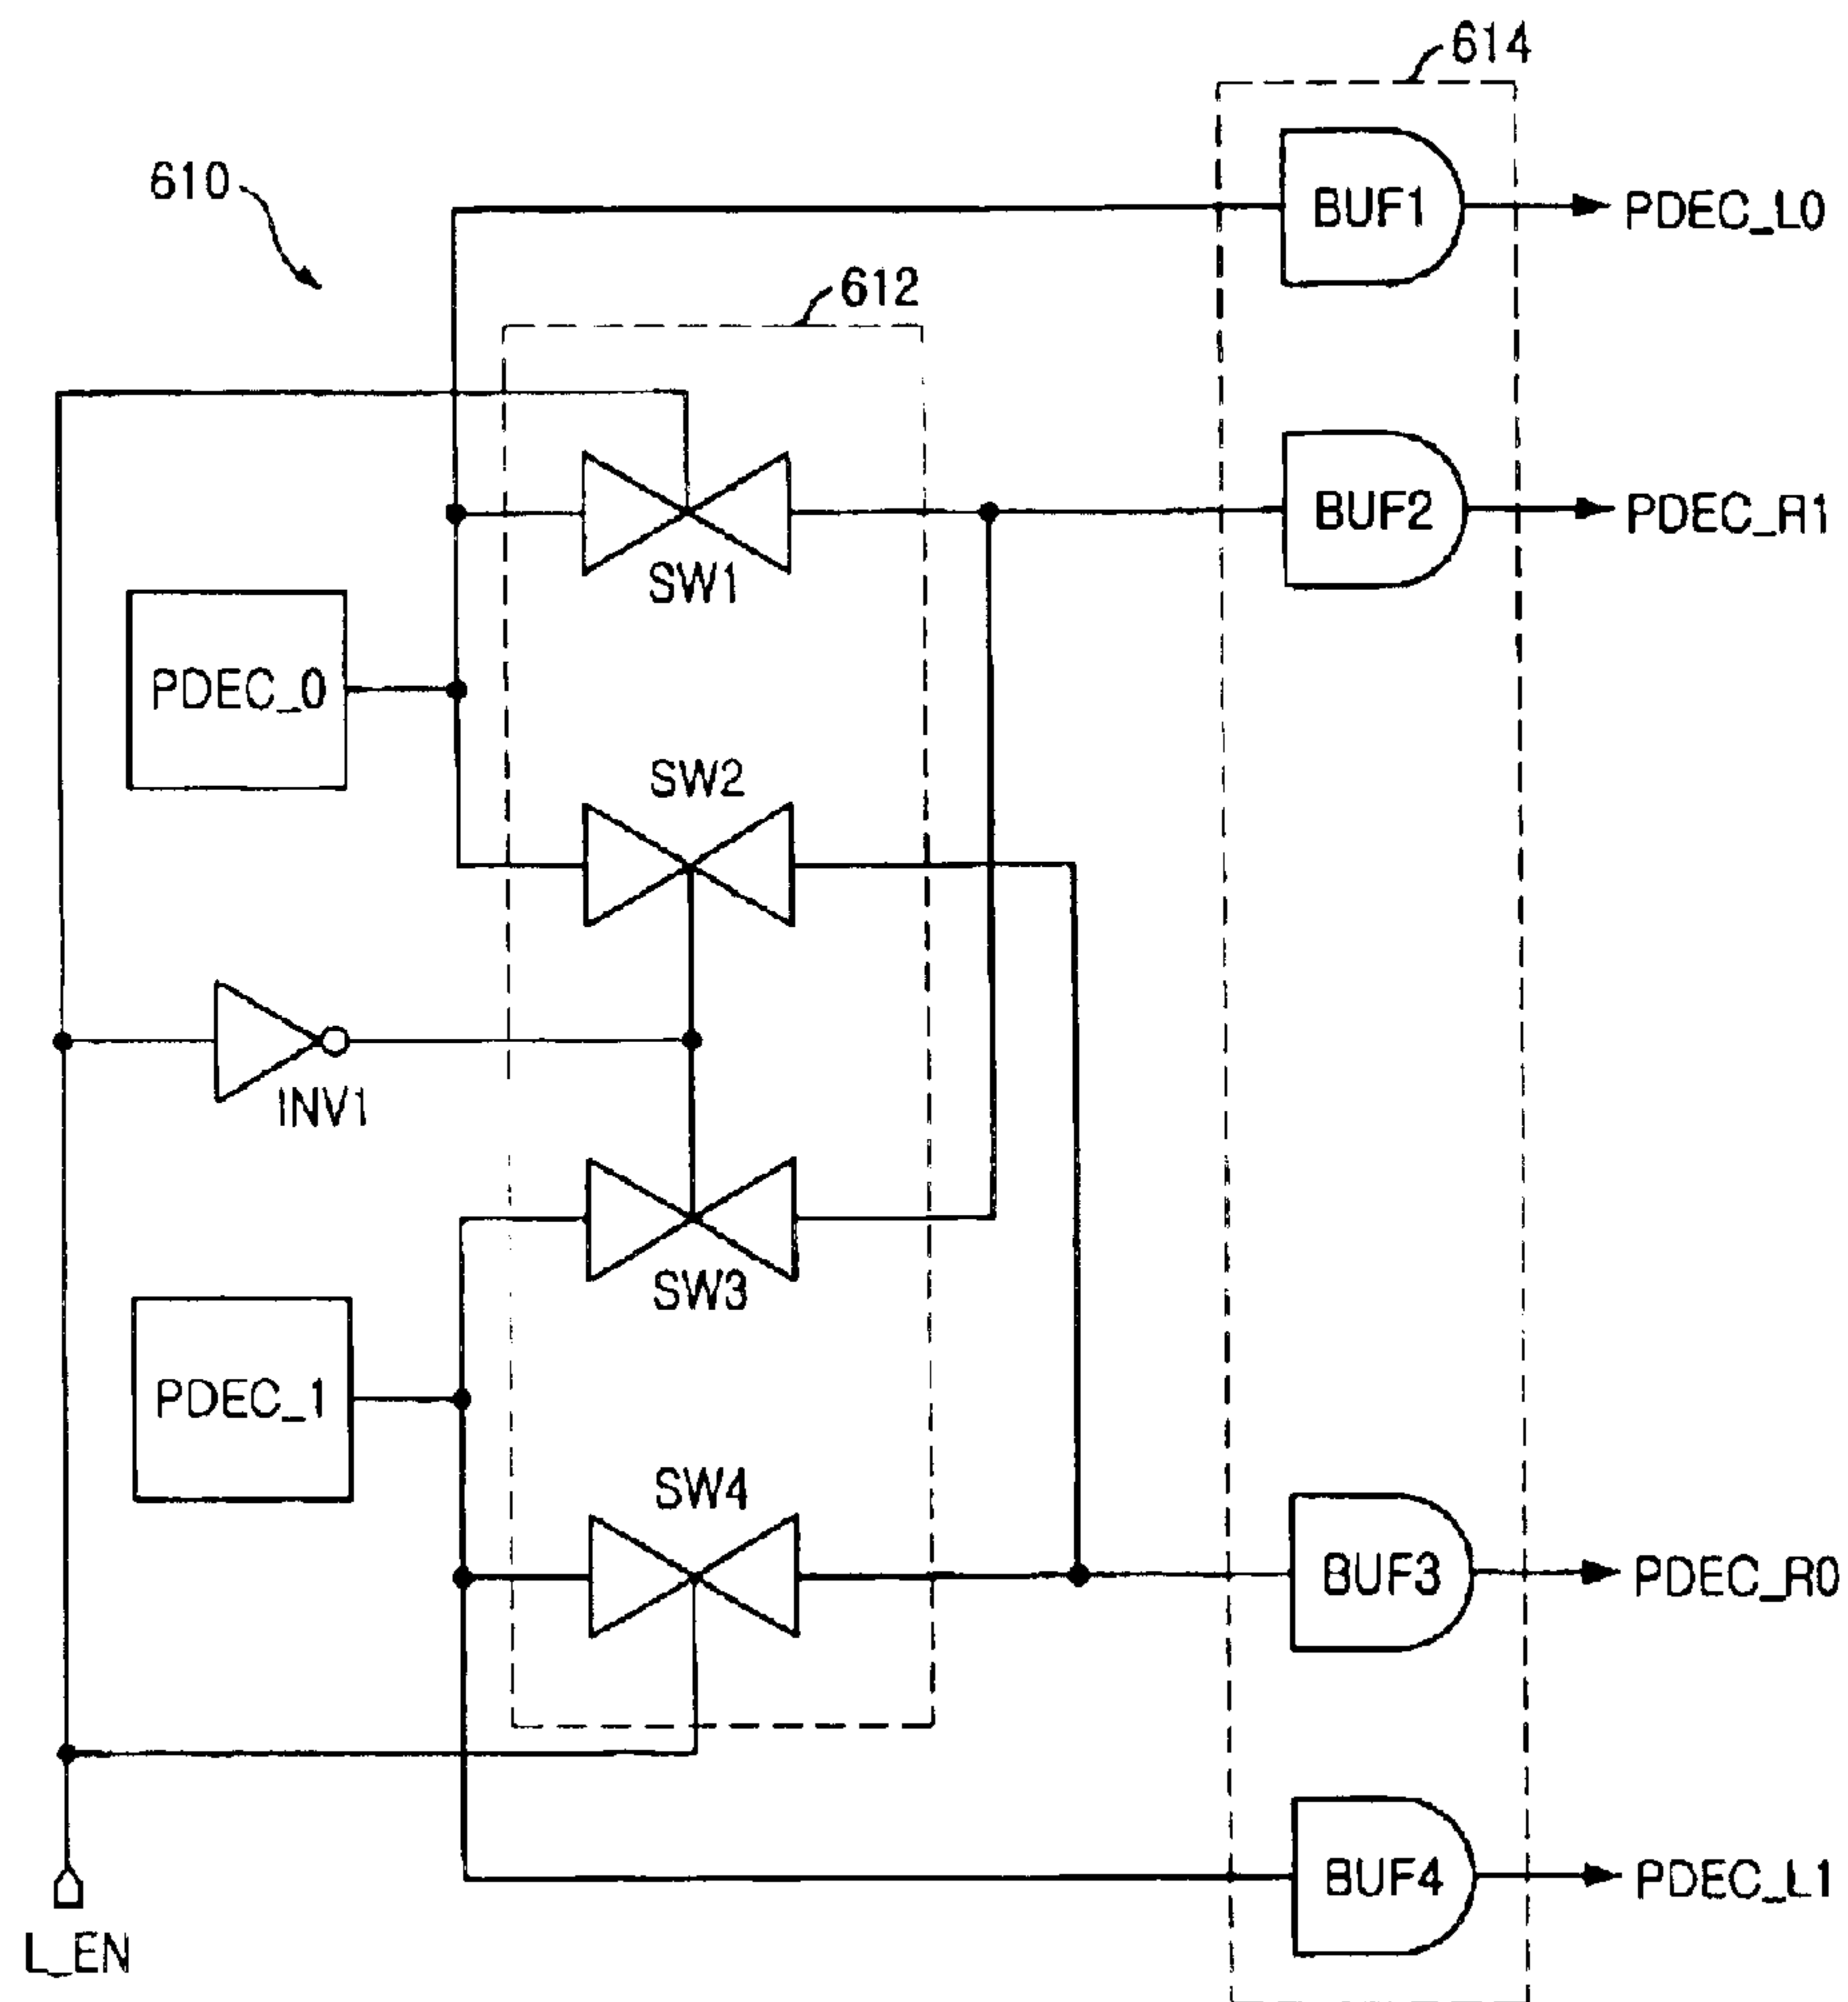 614
610
BUF1
PDEC_L0
612
BUF2
PDEC_R1
SW1
PDEC_0
SW2
INV1
SW3
PDEC_1
SW4
BUF3
PDEC_R0
BUF4
PDEC_L1
L_EN